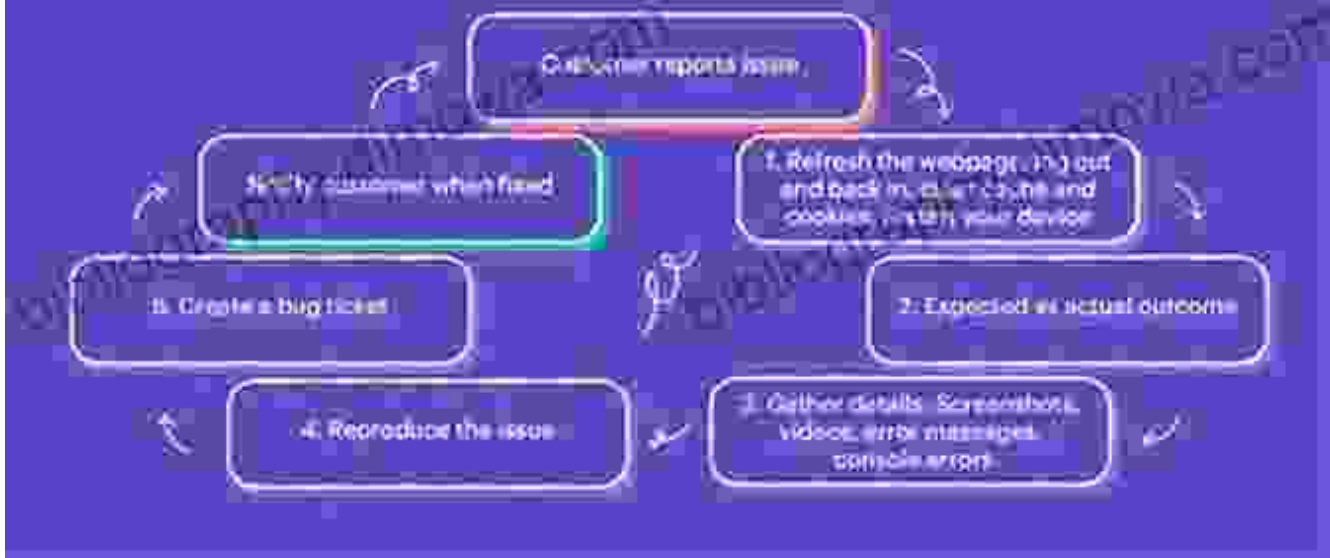 Customer reports issue
1. Refresh the webpage, log out
and back in, clear cache and
cookies, restart your device
2. Expected vs actual outcome
3. Gather details: Screenshots,
videos, error messages,
console errors
4. Reproduce the issue
5. Create a bug ticket
Notify customer when fixed